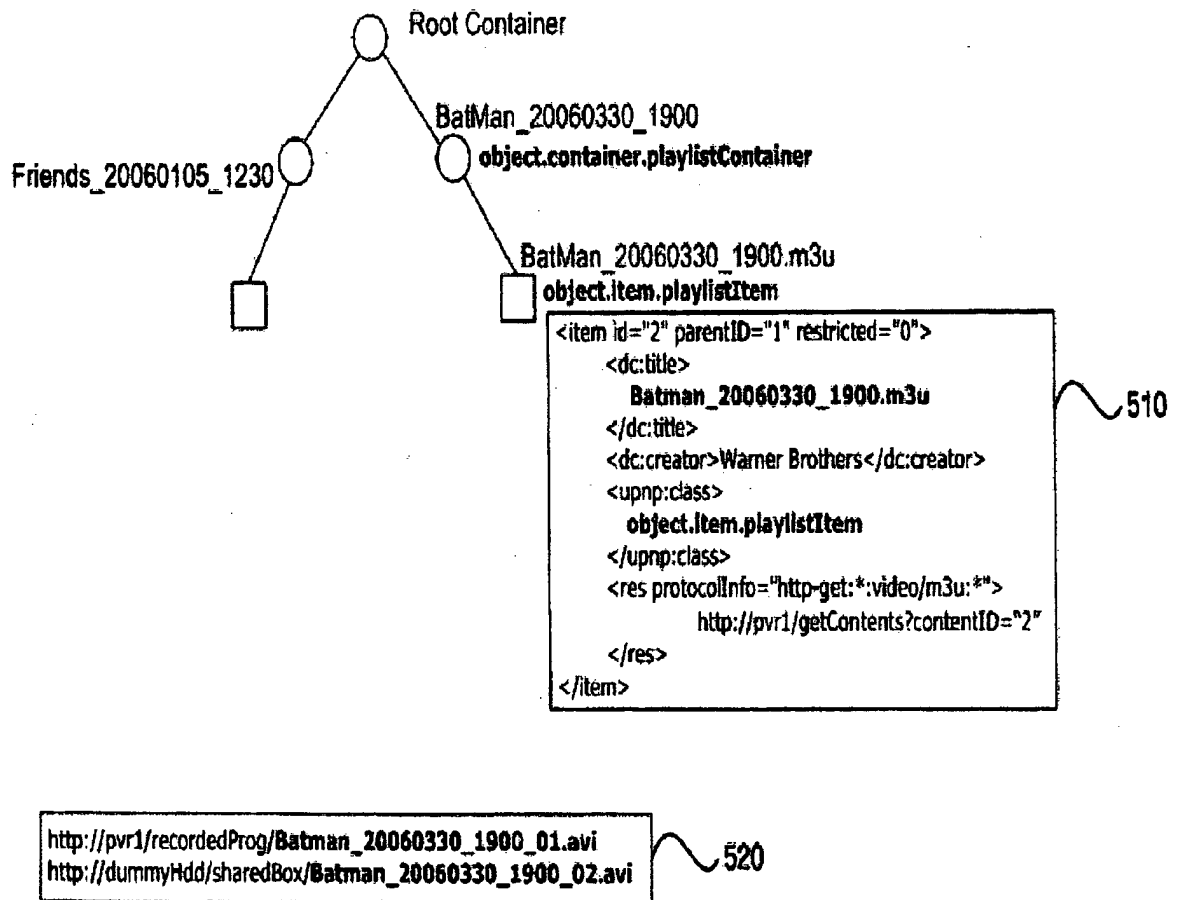 Root Container
BatMan_20060330_1900
object.container.playlistContainer
Friends_20060105_1230
BatMan_20060330_1900.m3u
object.item.playlistItem
<item id="2" parentID="1" restricted="0">
<dc:title>
Batman_20060330_1900.m3u
</dc:title>
<dc:creator>Warner Brothers</dc:creator>
<upnp:class>
object.item.playlistItem
</upnp:class>
<res protocolInfo="http-get:*:video/m3u:*">
http://pvr1/getContents?contentID="2"
</res>
</item>
510
http://pvr1/recordedProg/Batman_20060330_1900_01.avi
http://dummyHdd/sharedBox/Batman_20060330_1900_02.avi
520